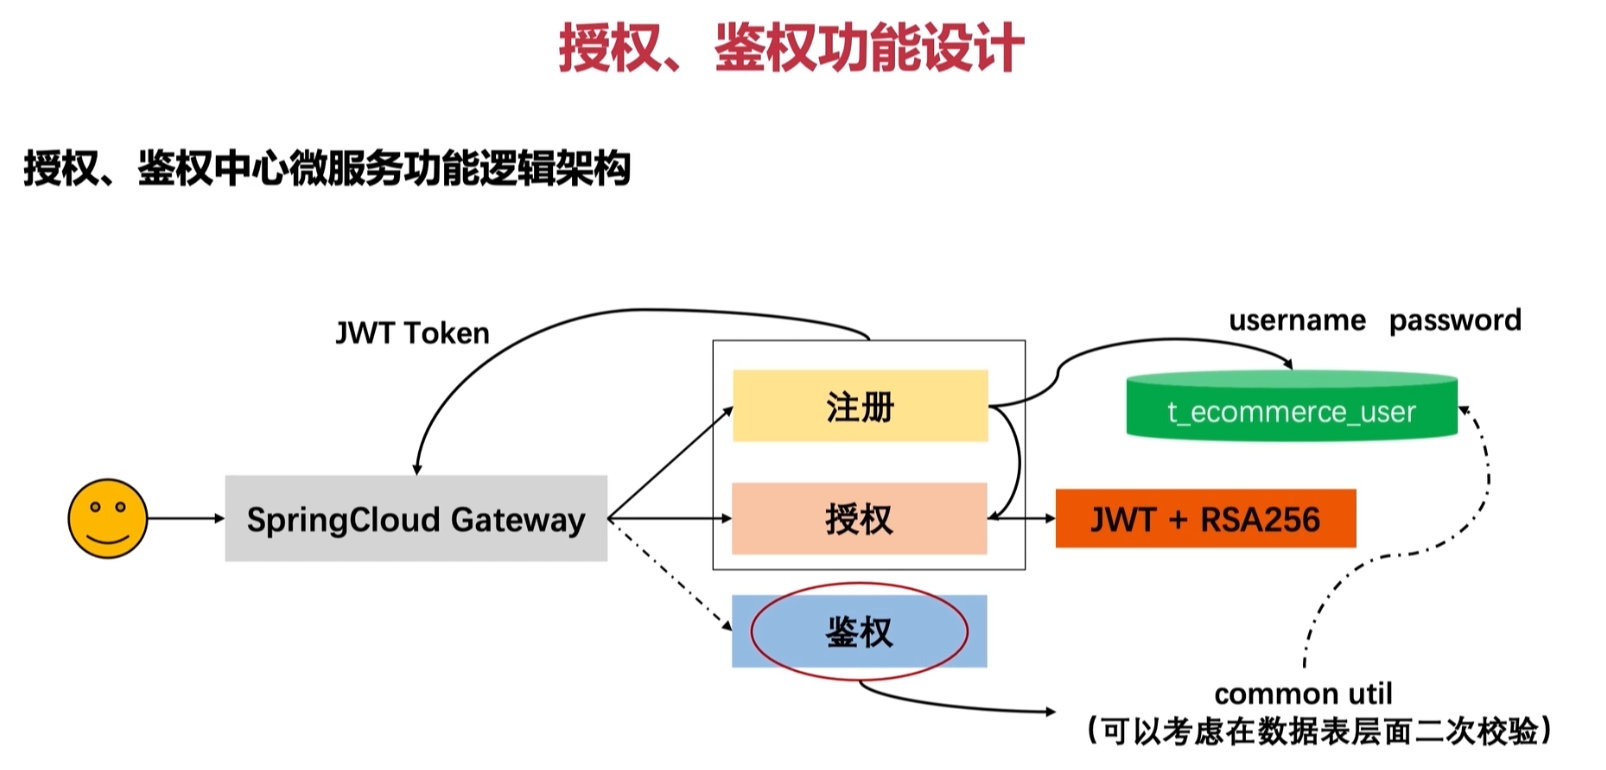 授权、鉴权功能设计
授权、鉴权中心微服务功能逻辑架构
JWT Token
username password
注册
t_ecommerce_user
SpringCloud Gateway
授权
JWT + RSA256
鉴权
common util
（可以考虑在数据表层面二次校验）